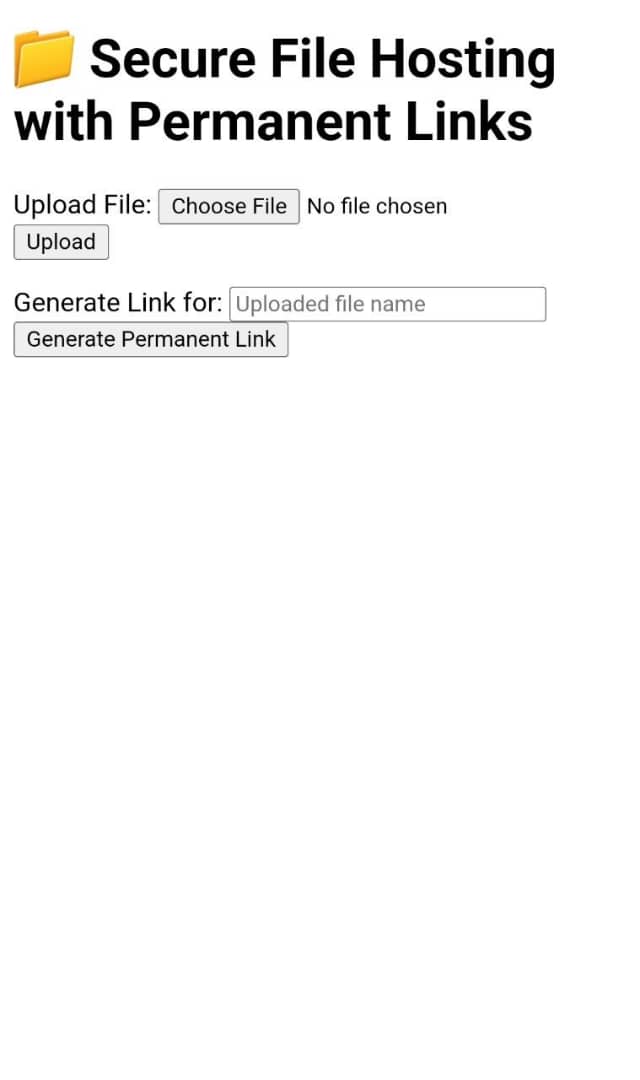 📁 Secure File Hosting
with Permanent Links
Upload File: Choose File No file chosen
Upload
Generate Link for: Uploaded file name
Generate Permanent Link